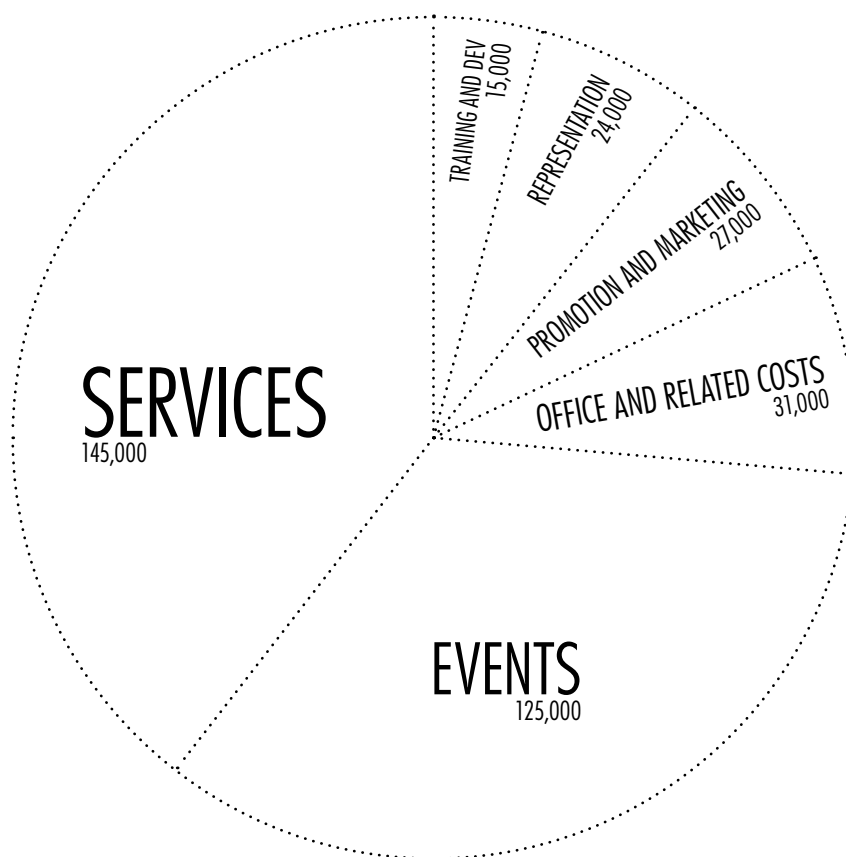 TRAINING AND DEV
15,000
REPRESENTATION
24,000
PROMOTION AND MARKETING
27,000
OFFICE AND RELATED COSTS
31,000
SERVICES
145,000
EVENTS
125,000